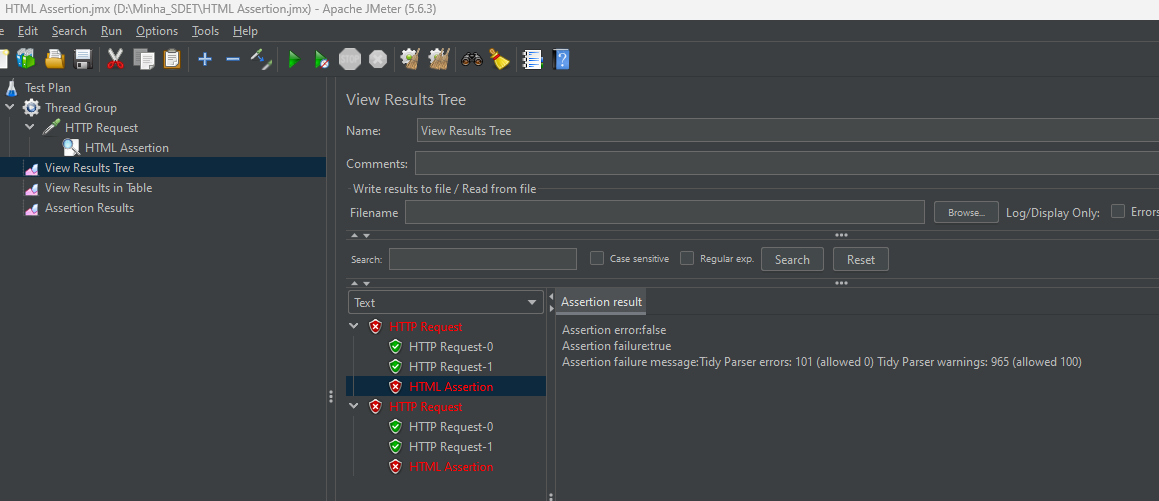 HTML Assertion.jmx (D:\Minha_SDET\HTML Assertion.jmx) - Apache JMeter (5.6.3)
e Edit Search Run Options Tools Help
STOP
?
Test Plan
Thread Group
HTTP Request
HTML Assertion
View Results Tree
View Results in Table
Assertion Results
View Results Tree
Name: View Results Tree
Comments:
Write results to file / Read from file
Filename Browse... Log/Display Only: Errors
Search: Case sensitive Regular exp. Search Reset
Text
HTTP Request
HTTP Request-0
HTTP Request-1
HTML Assertion
HTTP Request
HTTP Request-0
HTTP Request-1
HTML Assertion
Assertion result
Assertion error:false
Assertion failure:true
Assertion failure message:Tidy Parser errors: 101 (allowed 0) Tidy Parser warnings: 965 (allowed 100)